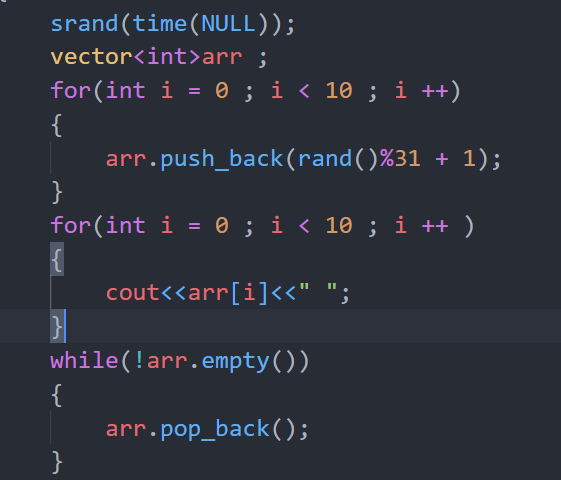 srand(time(NULL));
vector<int>arr ;
for(int i = 0 ; i < 10 ; i ++)
{
arr.push_back(rand()%31 + 1);
}
for(int i = 0 ; i < 10 ; i ++ )
{
cout<<arr[i]<<" ";
}
while(!arr.empty())
{
arr.pop_back();
}